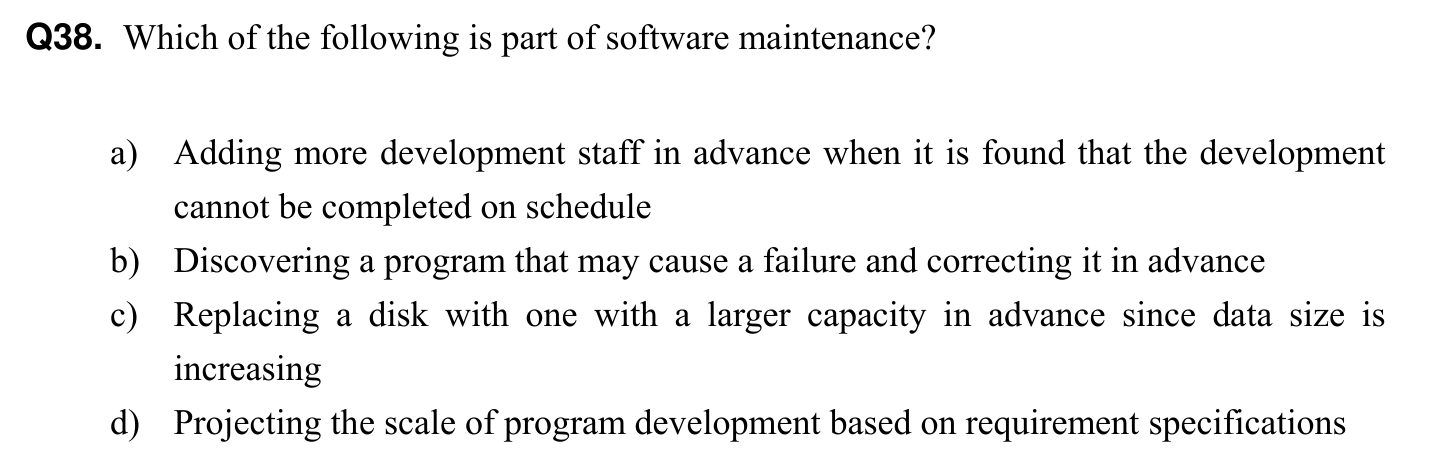 Q38. Which of the following is part of software maintenance?
a) Adding more development staff in advance when it is found that the development
cannot be completed on schedule
b) Discovering a program that may cause a failure and correcting it in advance
c) Replacing a disk with one with a larger capacity in advance since data size is
increasing
d) Projecting the scale of program development based on requirement specifications